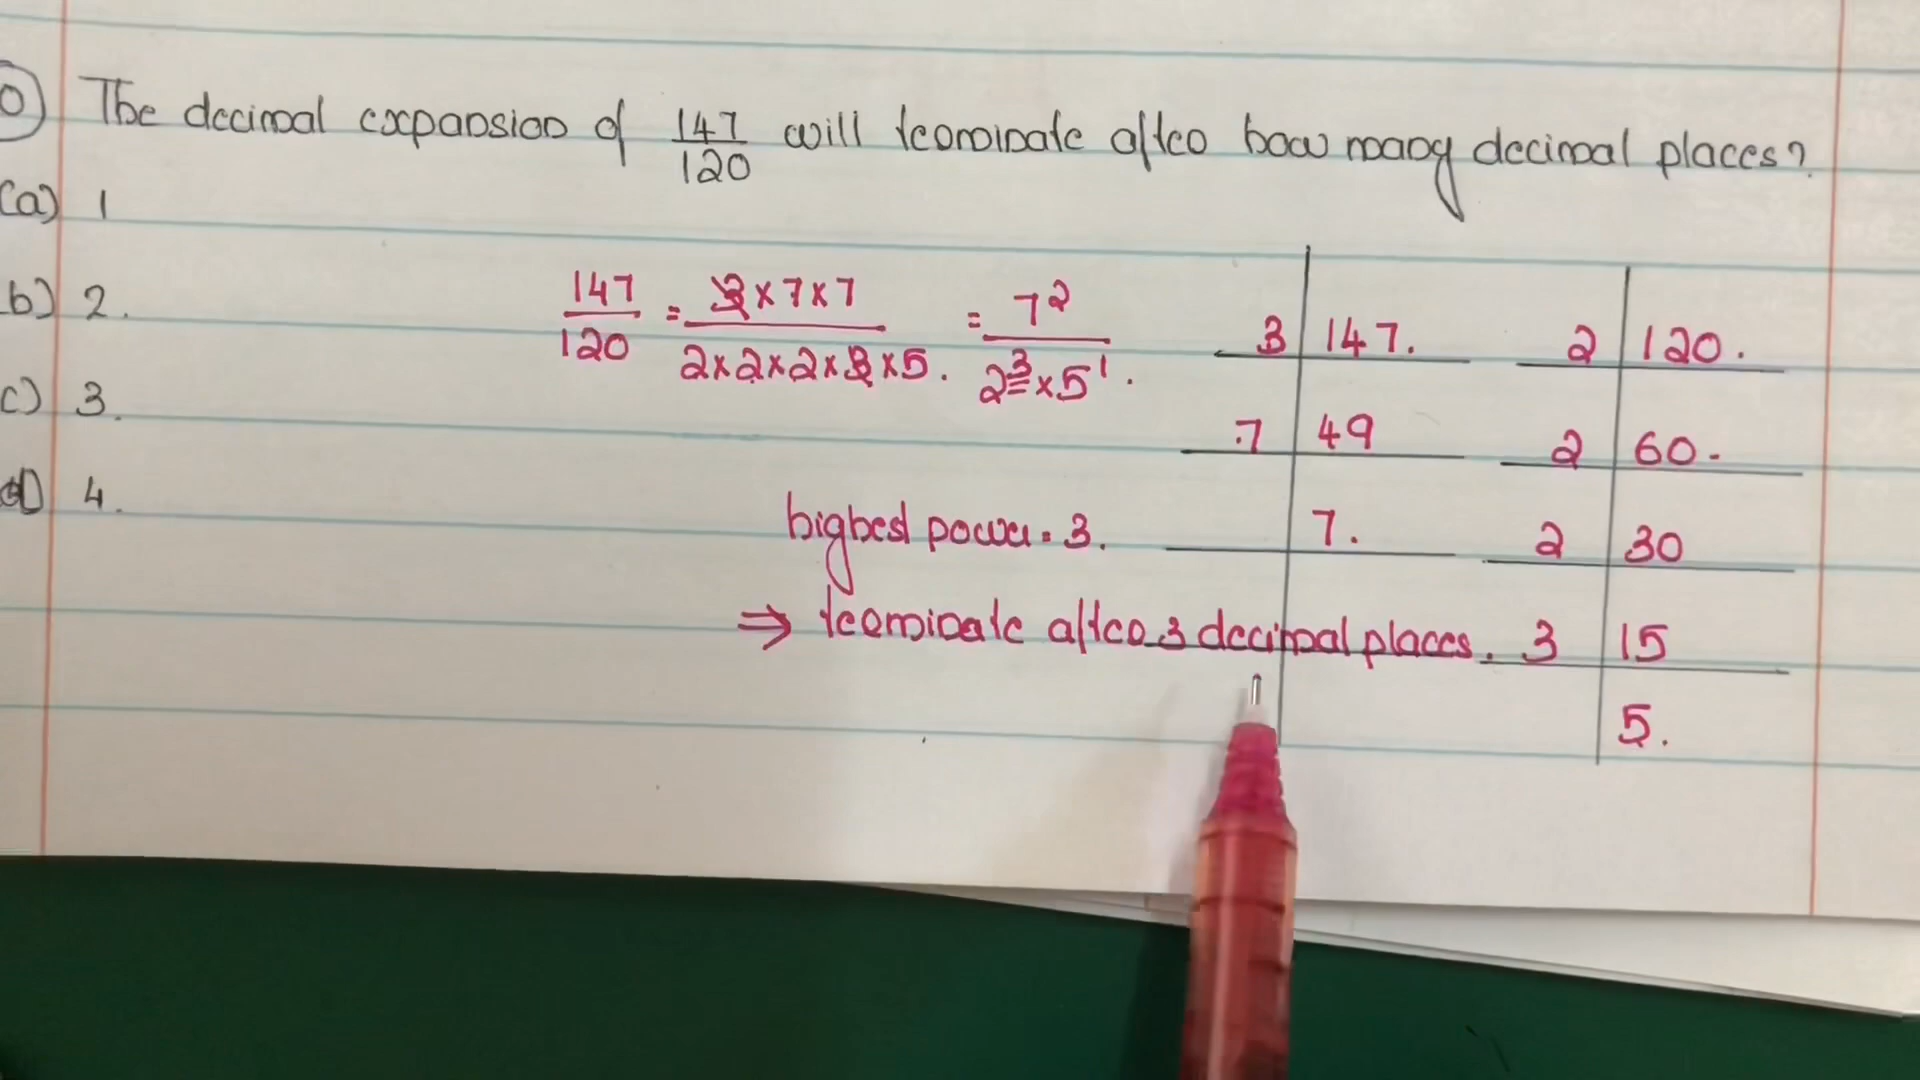 The decimal expansion of 147/120 will terminate after how many decimal places?
(a) 1
b) 2.
c) 3.
d) 4.
147/120 = 3×7×7 / 2×2×2×3×5. = 7² / 2³×5¹.
3 | 147.
7 | 49
7.
2 | 120.
2 | 60.
2 | 30
3 | 15
5.
highest power = 3.
⇒ terminate after 3 decimal places.